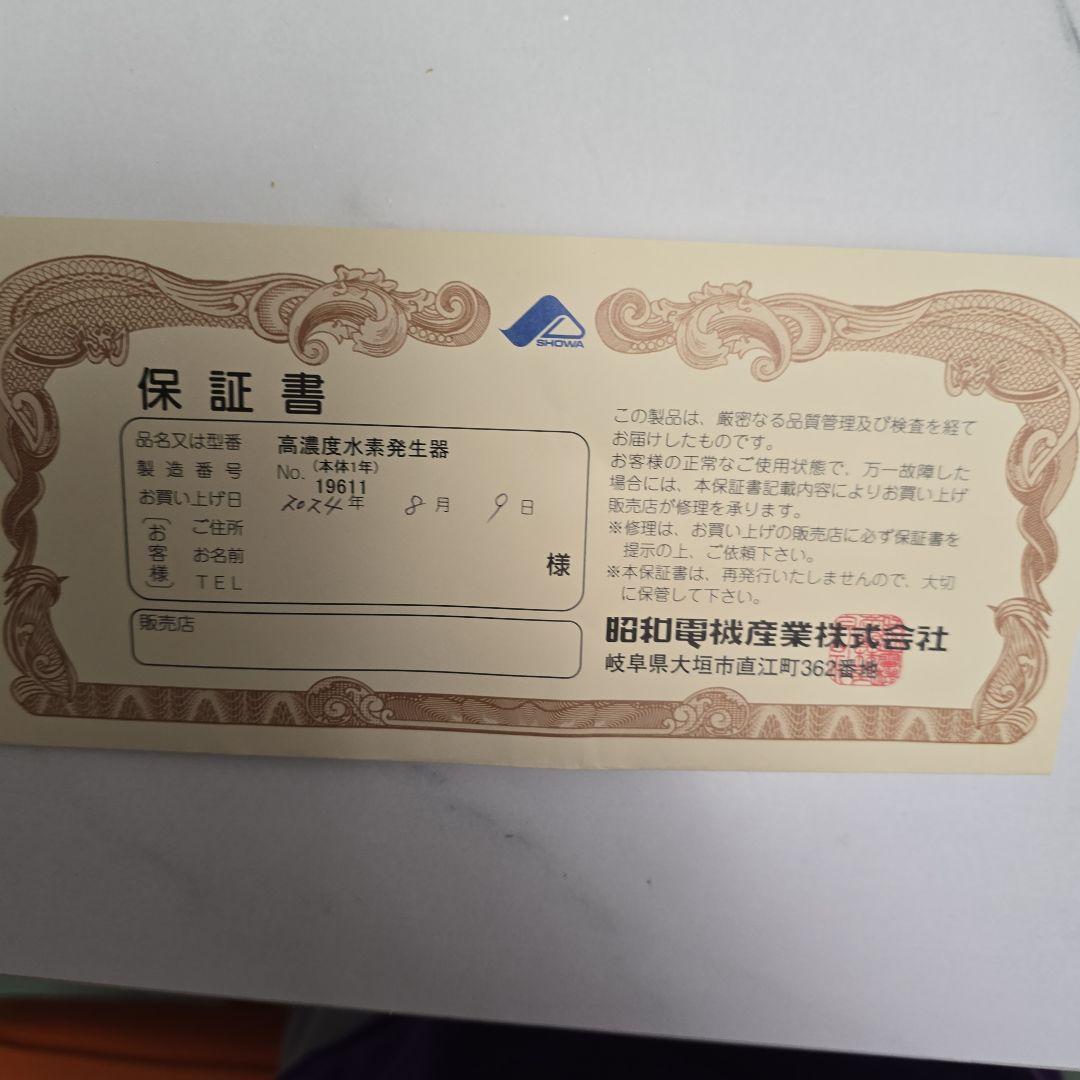 SHOWA
保証書
品名又は型番 高濃度水素発生器
製造番号 No. (本体1年)
19611
お買い上げ日 2024年 8月 9日
お客様 ご住所
お名前 様
TEL
販売店
この製品は、厳密なる品質管理及び検査を経て
お届けしたものです。
お客様の正常なご使用状態で、万一故障した
場合には、本保証書記載内容によりお買い上げ
販売店が修理を承ります。
※修理は、お買い上げの販売店に必ず保証書を
提示の上、ご依頼下さい。
※本保証書は、再発行いたしませんので、大切
に保管して下さい。
昭和電機産業株式会社
岐阜県大垣市直江町362番地